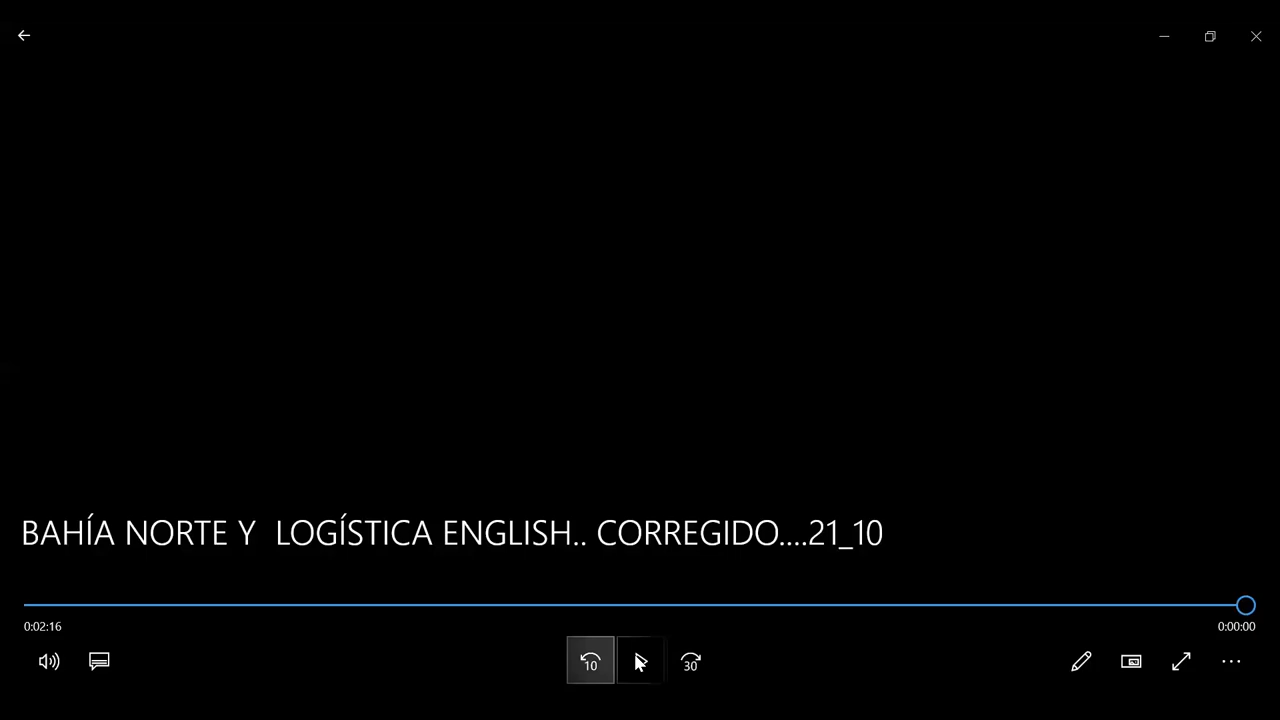 BAHÍA NORTE Y  LOGÍSTICA ENGLISH.. CORREGIDO....21_10
0:02:16
0:00:00
10
30